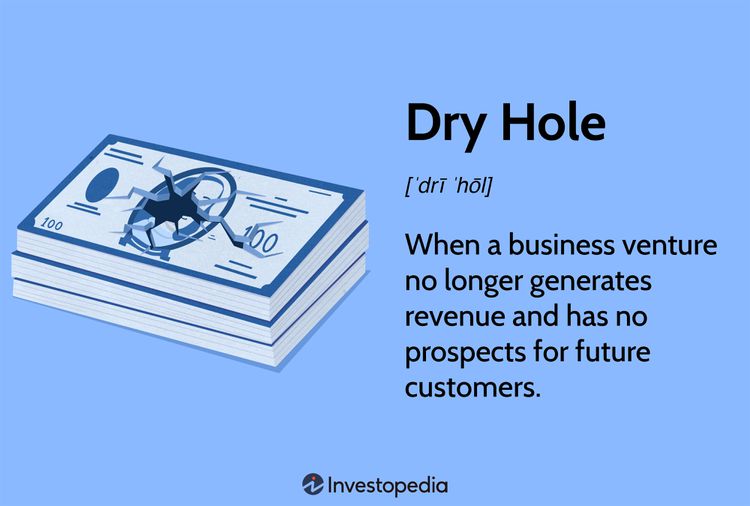 Dry Hole
[ˈdrī ˈhōl]
When a business venture
no longer generates
revenue and has no
prospects for future
customers.
100
100
Investopedia